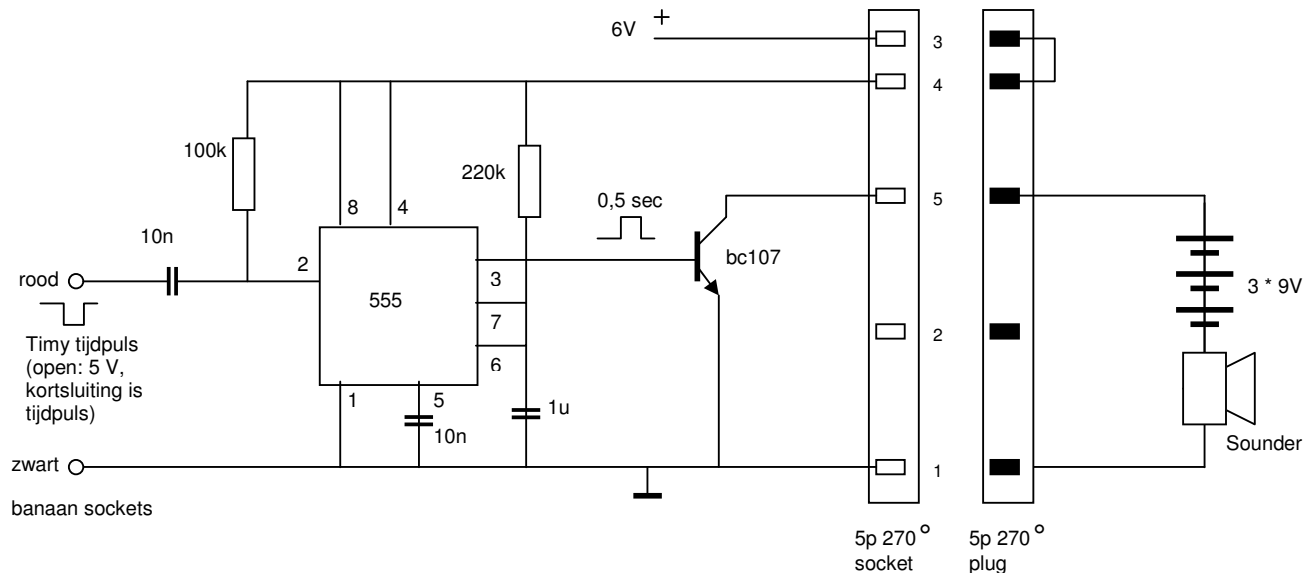 6V
+
3
4
100k
220k
8
4
0,5 sec
5
10n
bc107
rood
2
555
3
7
6
3 * 9V
2
Timy tijdpuls
(open: 5 V,
kortsluiting is
tijdpuls)
1
5
10n
1u
Sounder
zwart
1
banaan sockets
5p 270 °
socket
5p 270 °
plug